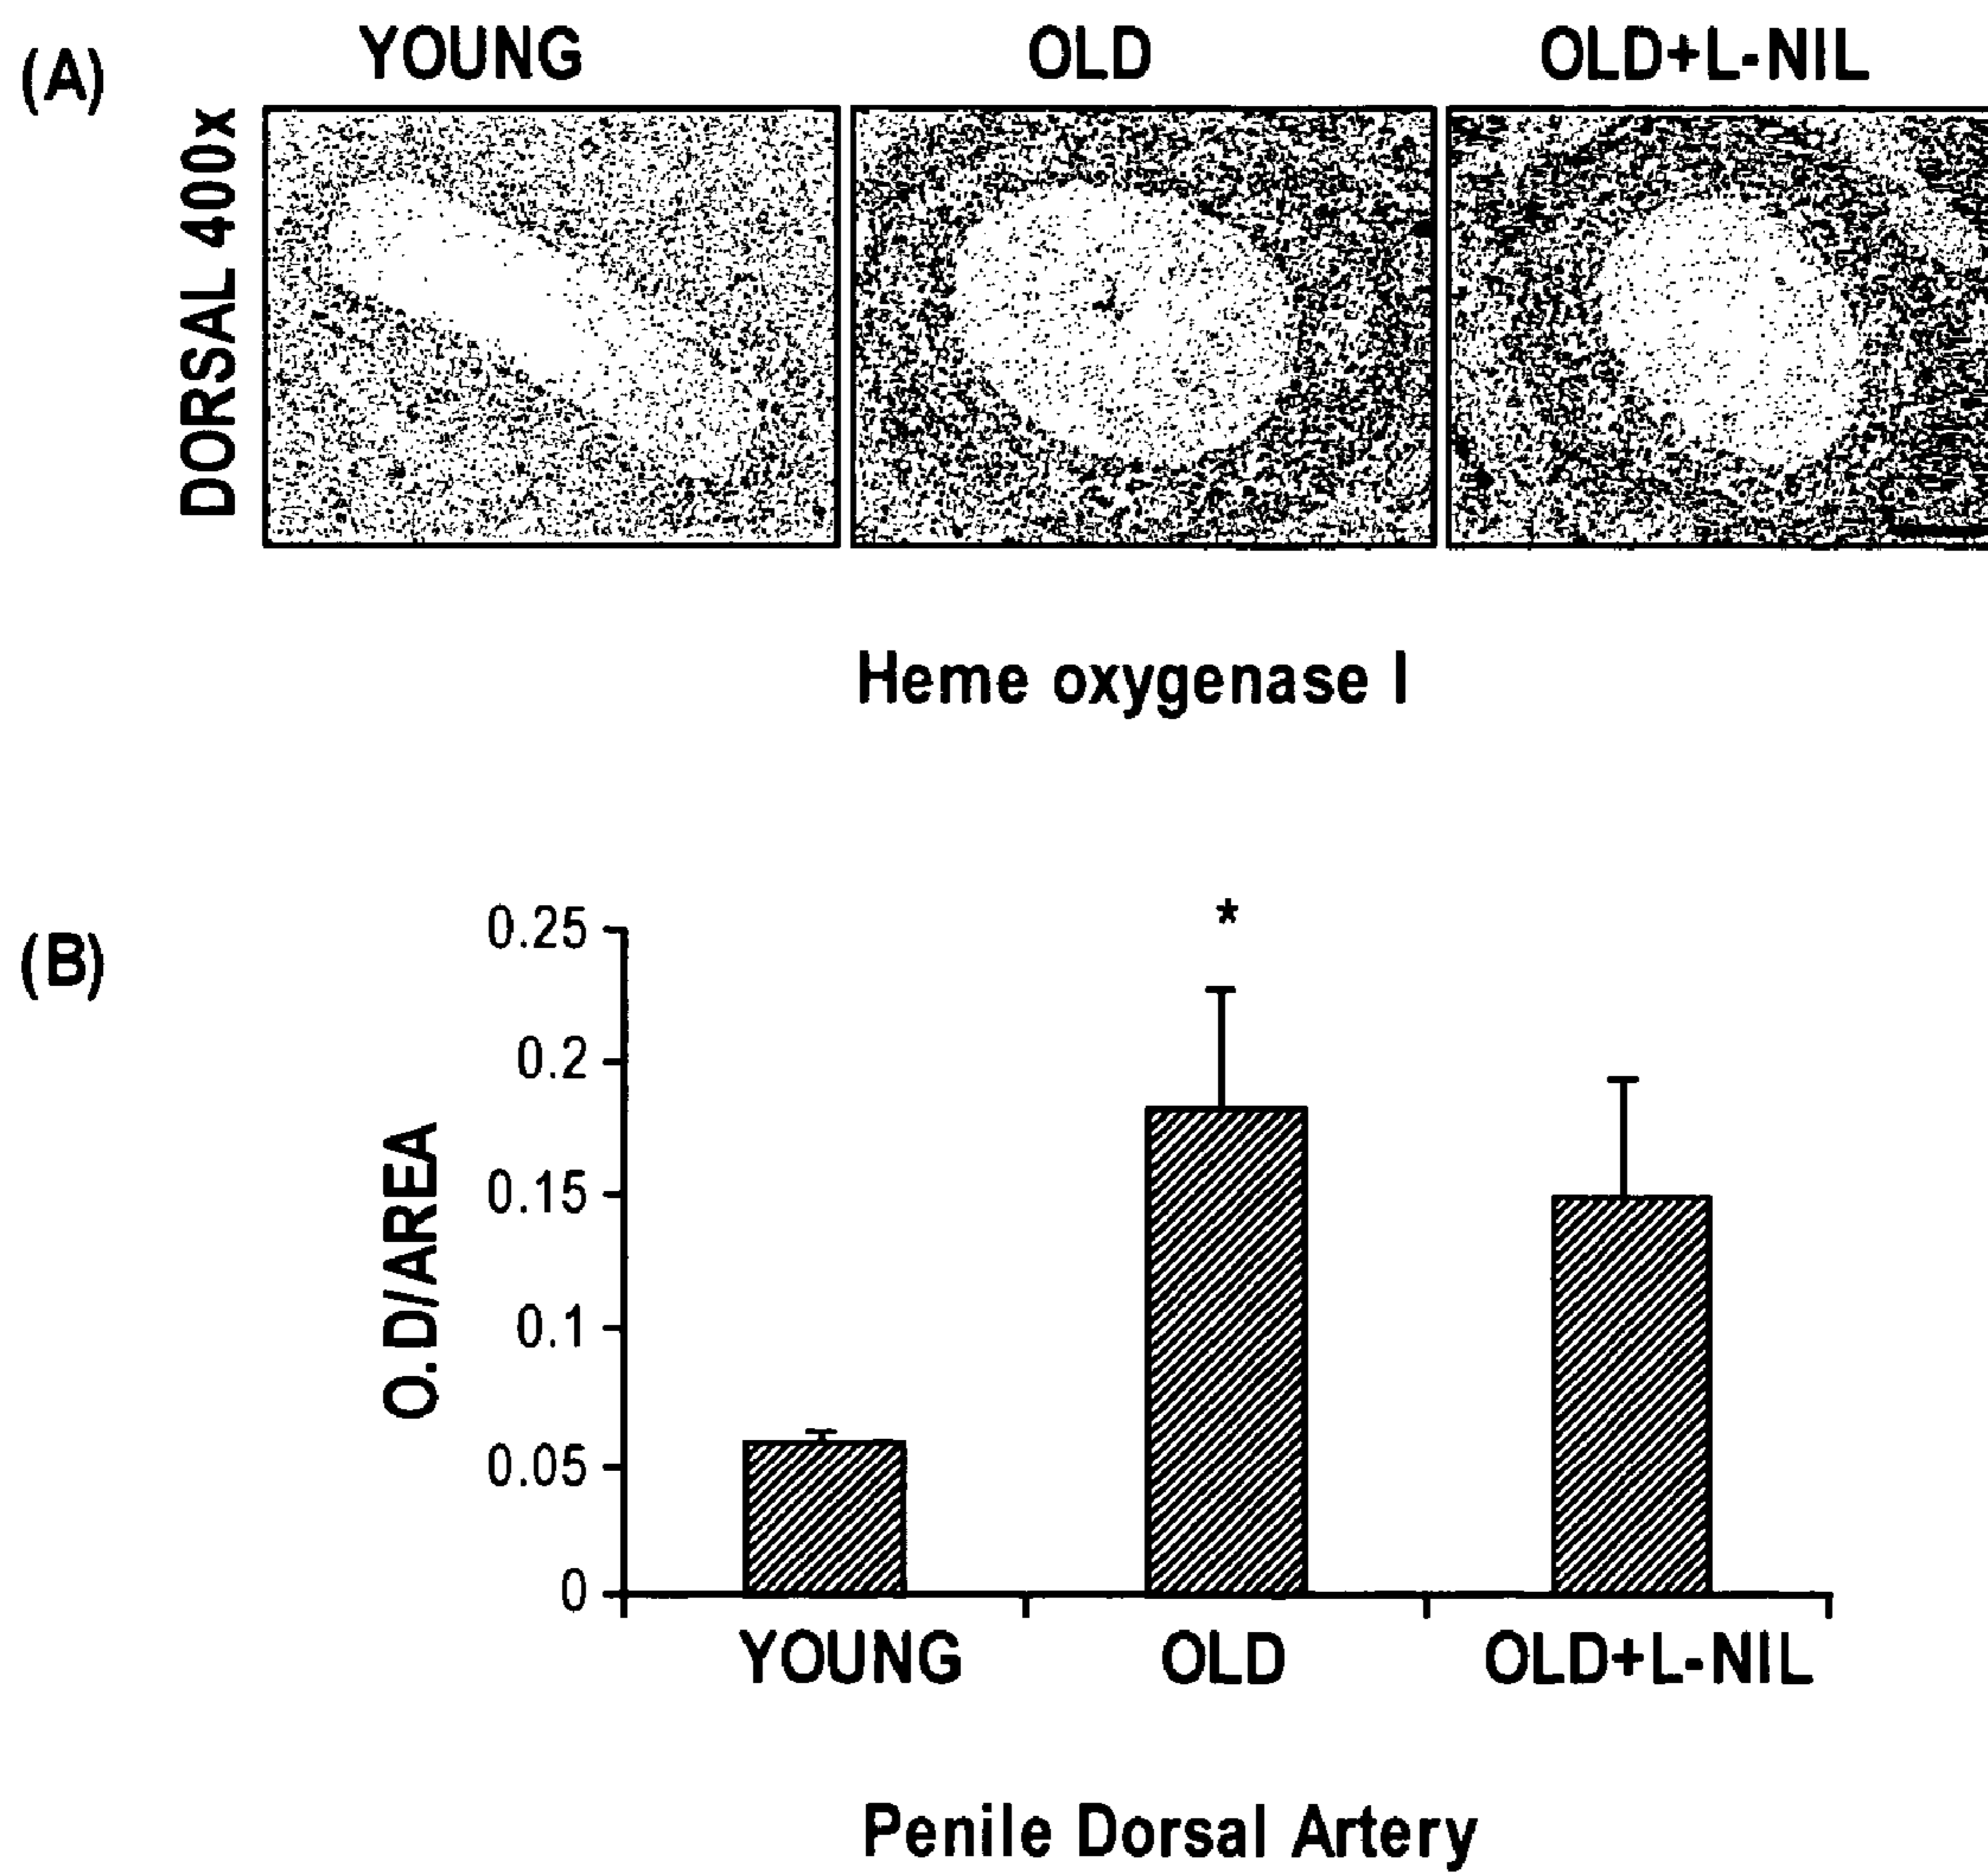 (A)
YOUNG OLD OLD+L-NIL
DORSAL 400x
Heme oxygenase I
(B)
*
0.25
0.2
0.15
0.1
0.05
0
O.D/AREA
YOUNG OLD OLD+L-NIL
Penile Dorsal Artery